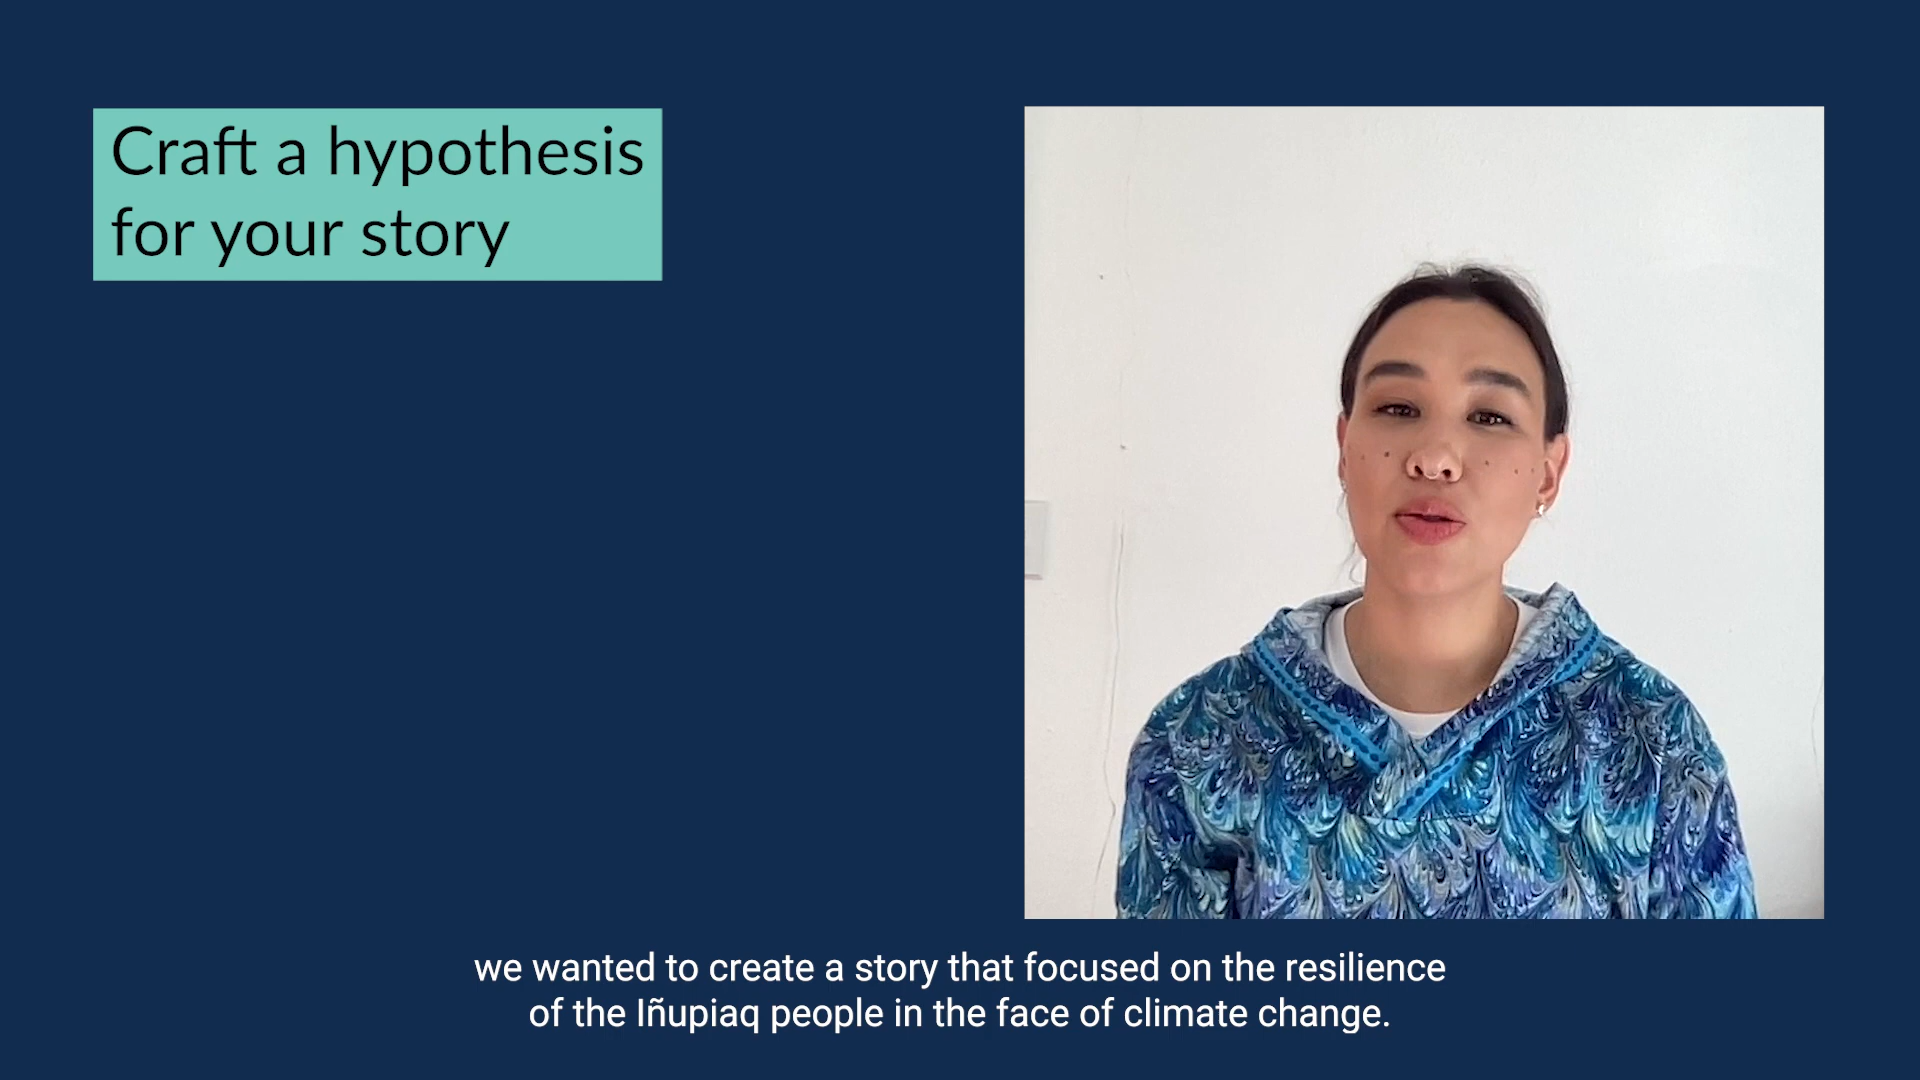 Craft a hypothesis
for your story
we wanted to create a story that focused on the resilience
of the Iñupiaq people in the face of climate change.